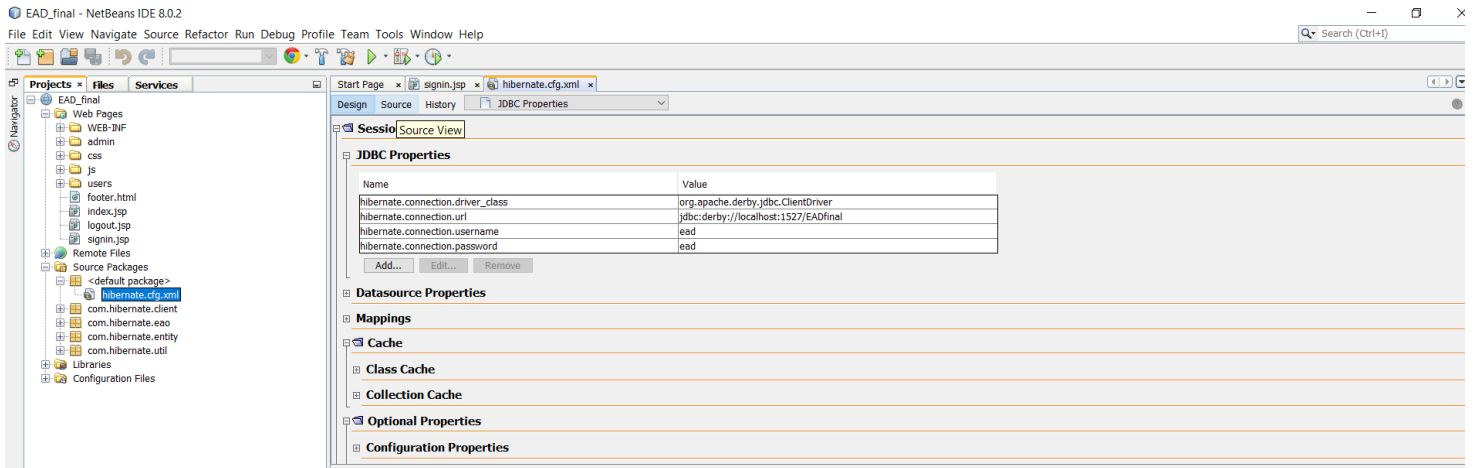 EAD_final - NetBeans IDE 8.0.2
File Edit View Navigate Source Refactor Run Debug Profile Team Tools Window Help
Search (Ctrl+I)
Projects Files Services
Navigator
EAD_final
Web Pages
WEB-INF
admin
css
js
users
footer.html
index.jsp
logout.jsp
signin.jsp
Remote Files
Source Packages
<default package>
hibernate.cfg.xml
com.hibernate.client
com.hibernate.eao
com.hibernate.entity
com.hibernate.util
Libraries
Configuration Files
Start Page signin.jsp hibernate.cfg.xml
Design Source History JDBC Properties
Sessio Source View
JDBC Properties
Name Value
hibernate.connection.driver_class org.apache.derby.jdbc.ClientDriver
hibernate.connection.url jdbc:derby://localhost:1527/EADfinal
hibernate.connection.username ead
hibernate.connection.password ead
Add... Edit... Remove
Datasource Properties
Mappings
Cache
Class Cache
Collection Cache
Optional Properties
Configuration Properties